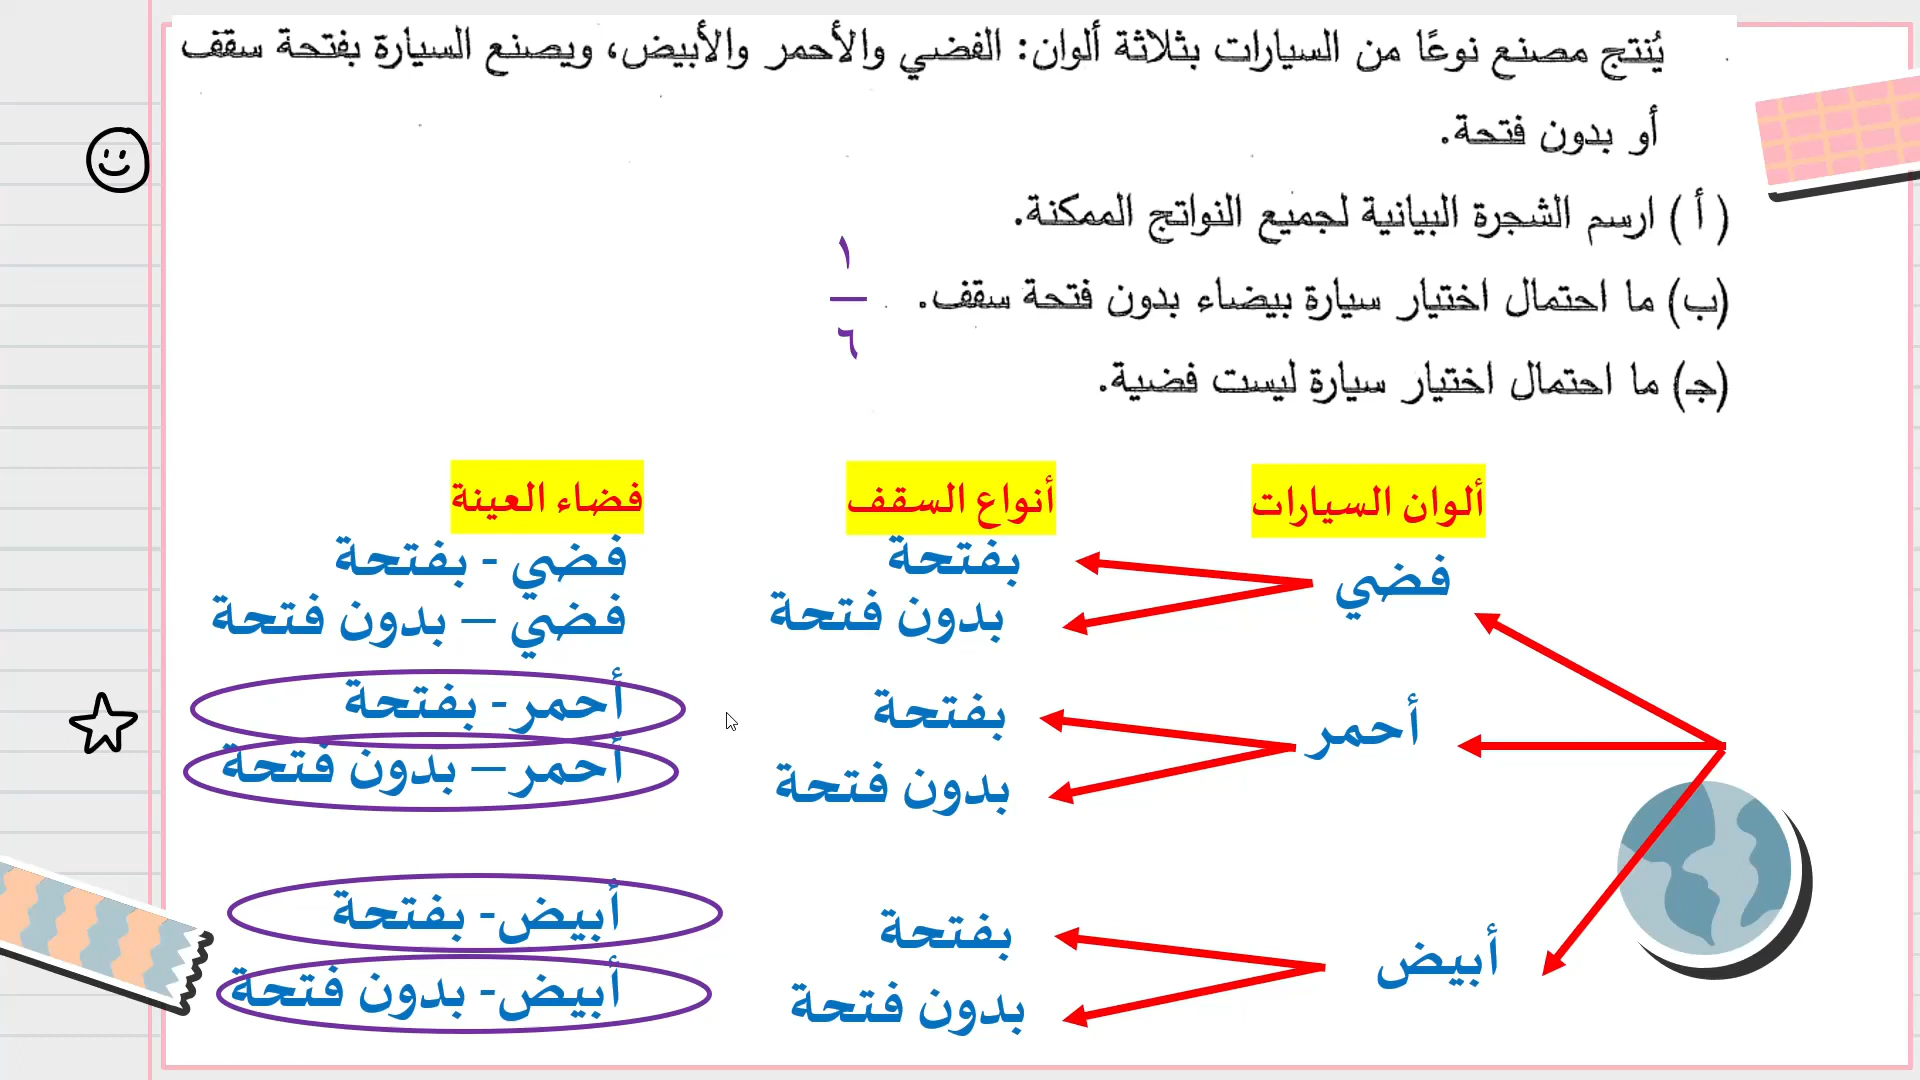 يُنتج مصنع نوعًا من السيارات بثلاثة ألوان: الفضي والأحمر والأبيض، ويصنع السيارة بفتحة سقف
أو بدون فتحة.
(أ) ارسم الشجرة البيانية لجميع النواتج الممكنة.
(ب) ما احتمال اختيار سيارة بيضاء بدون فتحة سقف.
١
٦
(جـ) ما احتمال اختيار سيارة ليست فضية.
ألوان السيارات
أنواع السقف
فضاء العينة
فضي
بفتحة
فضي - بفتحة
بدون فتحة
فضي – بدون فتحة
أحمر
بفتحة
أحمر- بفتحة
بدون فتحة
أحمر – بدون فتحة
أبيض
بفتحة
أبيض- بفتحة
بدون فتحة
أبيض- بدون فتحة